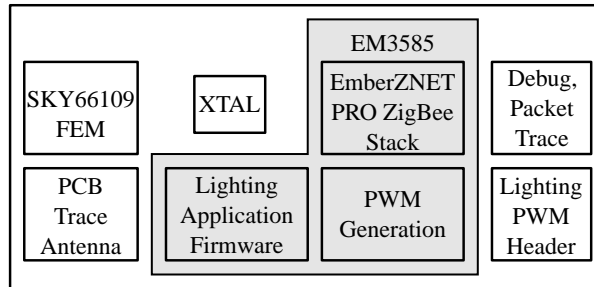 EM3585
SKY66109
FEM
XTAL
EmberZNET
PRO ZigBee
Stack
Debug,
Packet
Trace
PCB
Trace
Antenna
Lighting
Application
Firmware
PWM
Generation
Lighting
PWM
Header